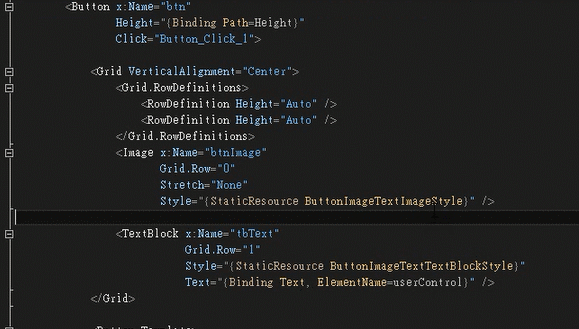 <Button x:Name="btn"
Height="{Binding Path=Height}"
Click="Button_Click_1">
<Grid VerticalAlignment="Center">
<Grid.RowDefinitions>
<RowDefinition Height="Auto" />
<RowDefinition Height="Auto" />
</Grid.RowDefinitions>
<Image x:Name="btnImage"
Grid.Row="0"
Stretch="None"
Style="{StaticResource ButtonImageTextImageStyle}" />
<TextBlock x:Name="tbText"
Grid.Row="1"
Style="{StaticResource ButtonImageTextTextBlockStyle}"
Text="{Binding Text, ElementName=userControl}" />
</Grid>